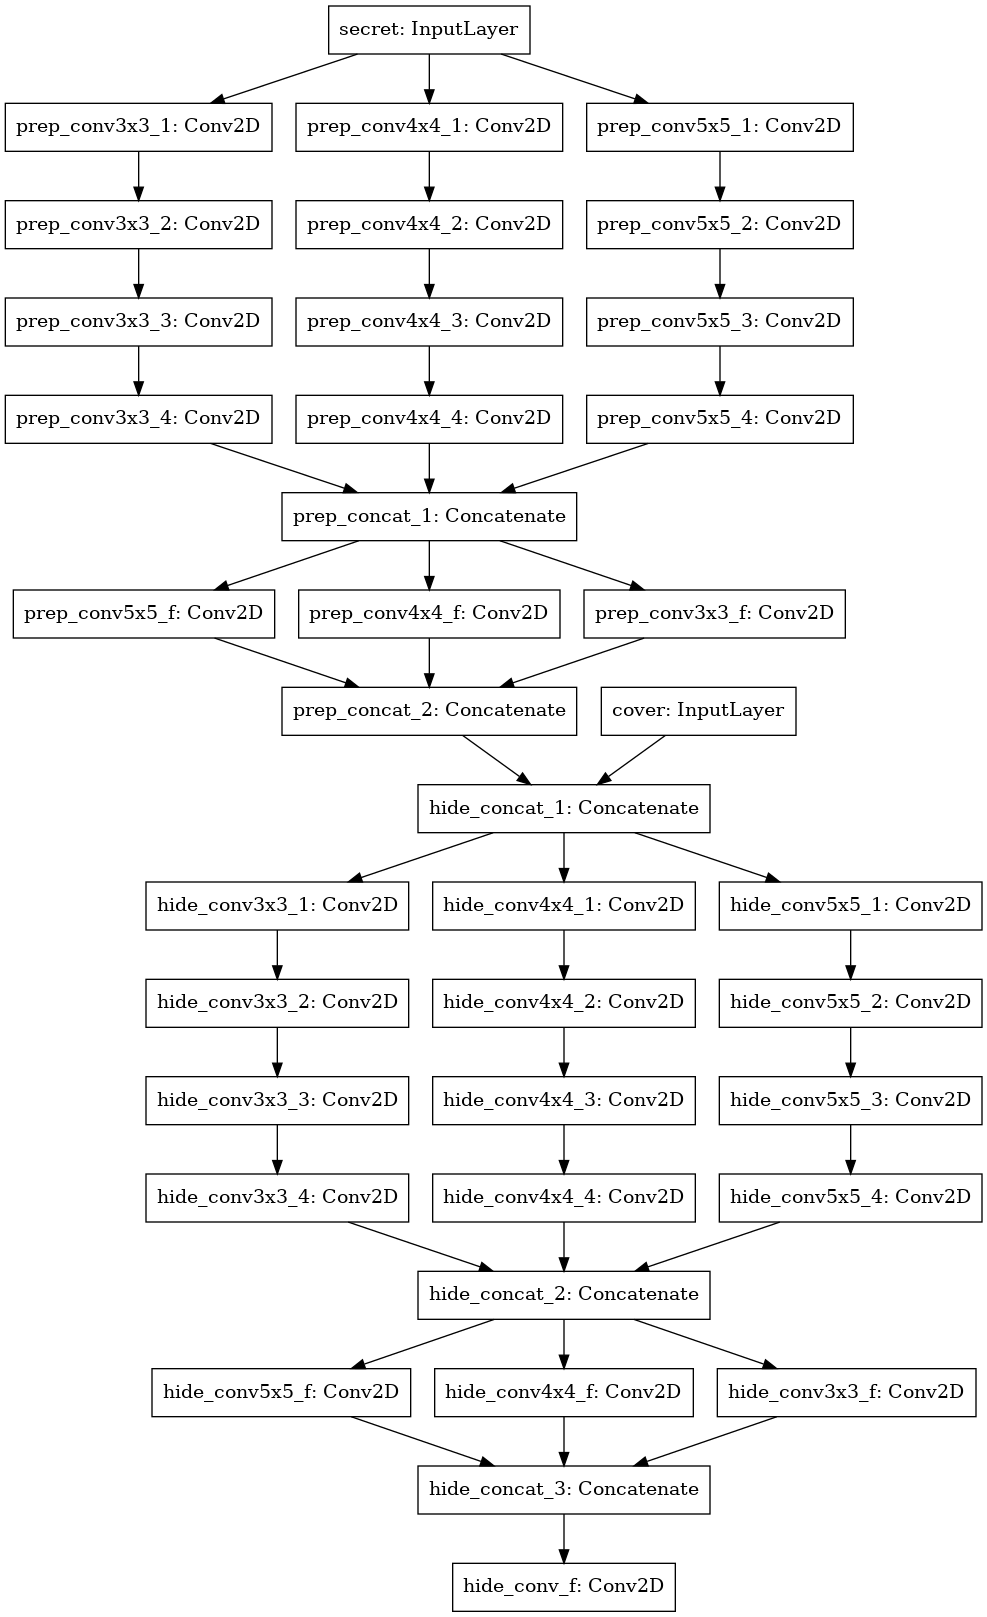 secret: InputLayer
prep_conv3x3_1: Conv2D
prep_conv4x4_1: Conv2D
prep_conv5x5_1: Conv2D
prep_conv3x3_2: Conv2D
prep_conv4x4_2: Conv2D
prep_conv5x5_2: Conv2D
prep_conv3x3_3: Conv2D
prep_conv4x4_3: Conv2D
prep_conv5x5_3: Conv2D
prep_conv3x3_4: Conv2D
prep_conv4x4_4: Conv2D
prep_conv5x5_4: Conv2D
prep_concat_1: Concatenate
prep_conv5x5_f: Conv2D
prep_conv4x4_f: Conv2D
prep_conv3x3_f: Conv2D
prep_concat_2: Concatenate
cover: InputLayer
hide_concat_1: Concatenate
hide_conv3x3_1: Conv2D
hide_conv4x4_1: Conv2D
hide_conv5x5_1: Conv2D
hide_conv3x3_2: Conv2D
hide_conv4x4_2: Conv2D
hide_conv5x5_2: Conv2D
hide_conv3x3_3: Conv2D
hide_conv4x4_3: Conv2D
hide_conv5x5_3: Conv2D
hide_conv3x3_4: Conv2D
hide_conv4x4_4: Conv2D
hide_conv5x5_4: Conv2D
hide_concat_2: Concatenate
hide_conv5x5_f: Conv2D
hide_conv4x4_f: Conv2D
hide_conv3x3_f: Conv2D
hide_concat_3: Concatenate
hide_conv_f: Conv2D